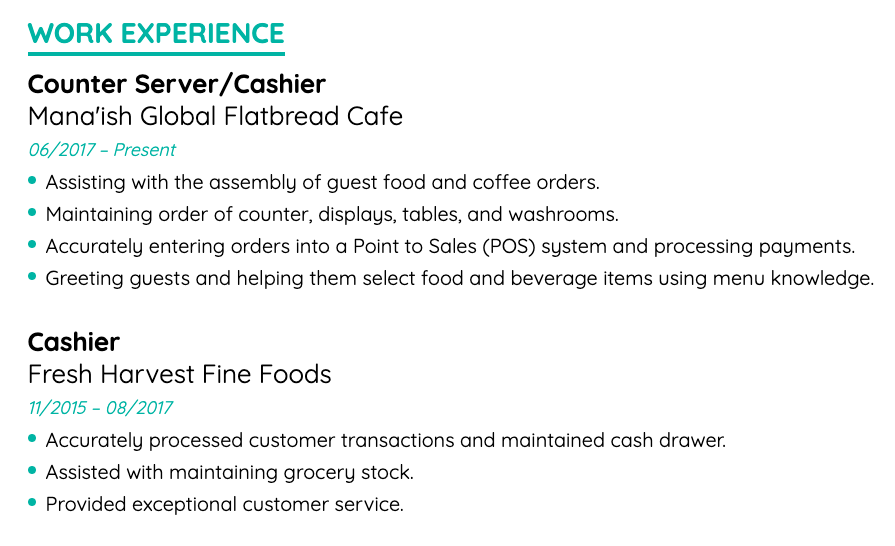 WORK EXPERIENCE
Counter Server/Cashier
Mana'ish Global Flatbread Cafe
06/2017 – Present
• Assisting with the assembly of guest food and coffee orders.
• Maintaining order of counter, displays, tables, and washrooms.
• Accurately entering orders into a Point to Sales (POS) system and processing payments.
• Greeting guests and helping them select food and beverage items using menu knowledge.
Cashier
Fresh Harvest Fine Foods
11/2015 – 08/2017
• Accurately processed customer transactions and maintained cash drawer.
• Assisted with maintaining grocery stock.
• Provided exceptional customer service.